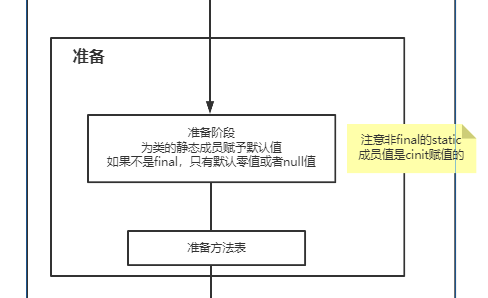 准备
准备阶段
为类的静态成员赋予默认值
如果不是final，只有默认零值或者null值
注意非final的static
成员值是cinit赋值的
准备方法表